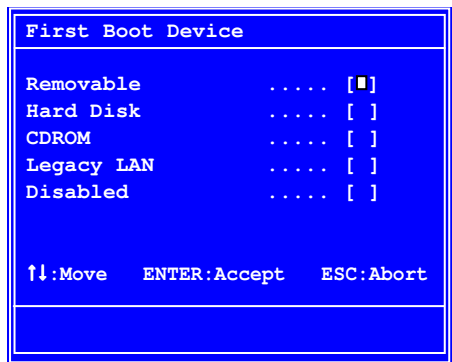 First Boot Device
Removable ..... [■]
Hard Disk ..... [ ]
CDROM ..... [ ]
Legacy LAN ..... [ ]
Disabled ..... [ ]
↑↓:Move ENTER:Accept ESC:Abort